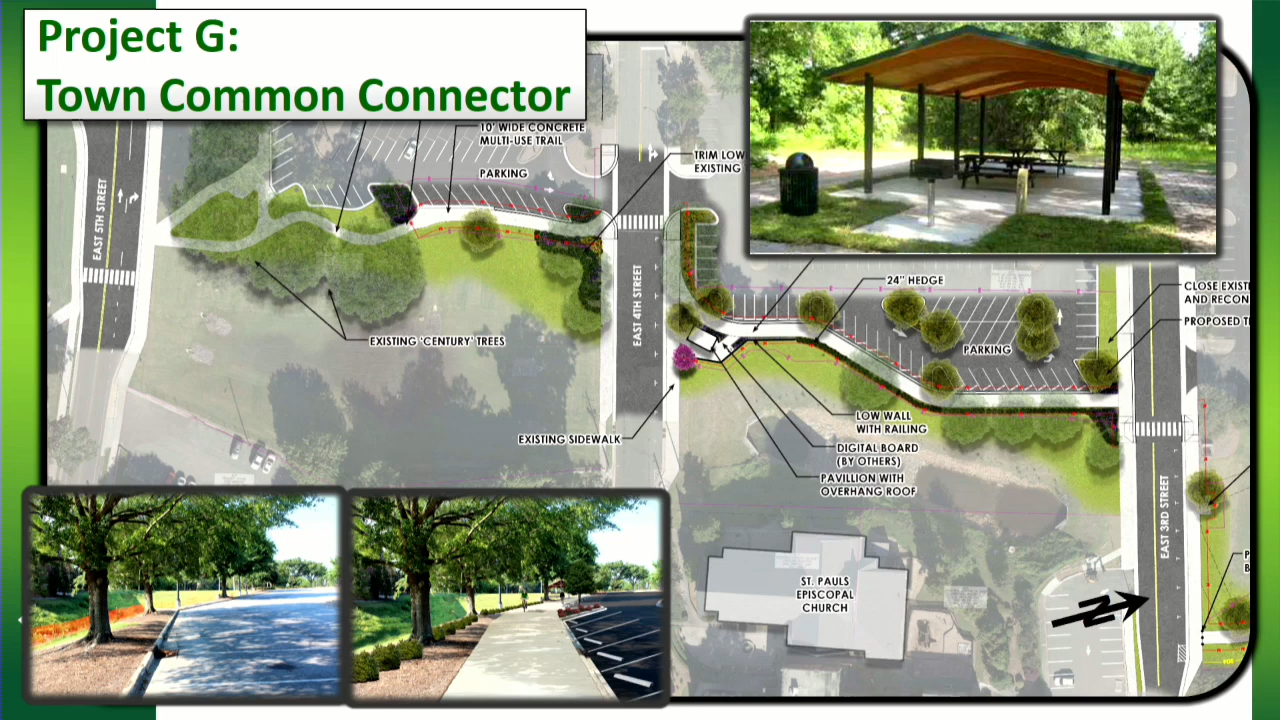 Project G:
Town Common Connector
10' WIDE CONCRETE
MULTI-USE TRAIL
PARKING
TRIM LOW
EXISTING
EAST 5TH STREET
EAST 4TH STREET
24" HEDGE
CLOSE EXIST
AND RECON
PROPOSED T
PARKING
EXISTING 'CENTURY' TREES
EXISTING SIDEWALK
LOW WALL
WITH RAILING
DIGITAL BOARD
(BY OTHERS)
PAVILLION WITH
OVERHANG ROOF
EAST 3RD STREET
ST. PAULS
EPISCOPAL
CHURCH
P
B
N